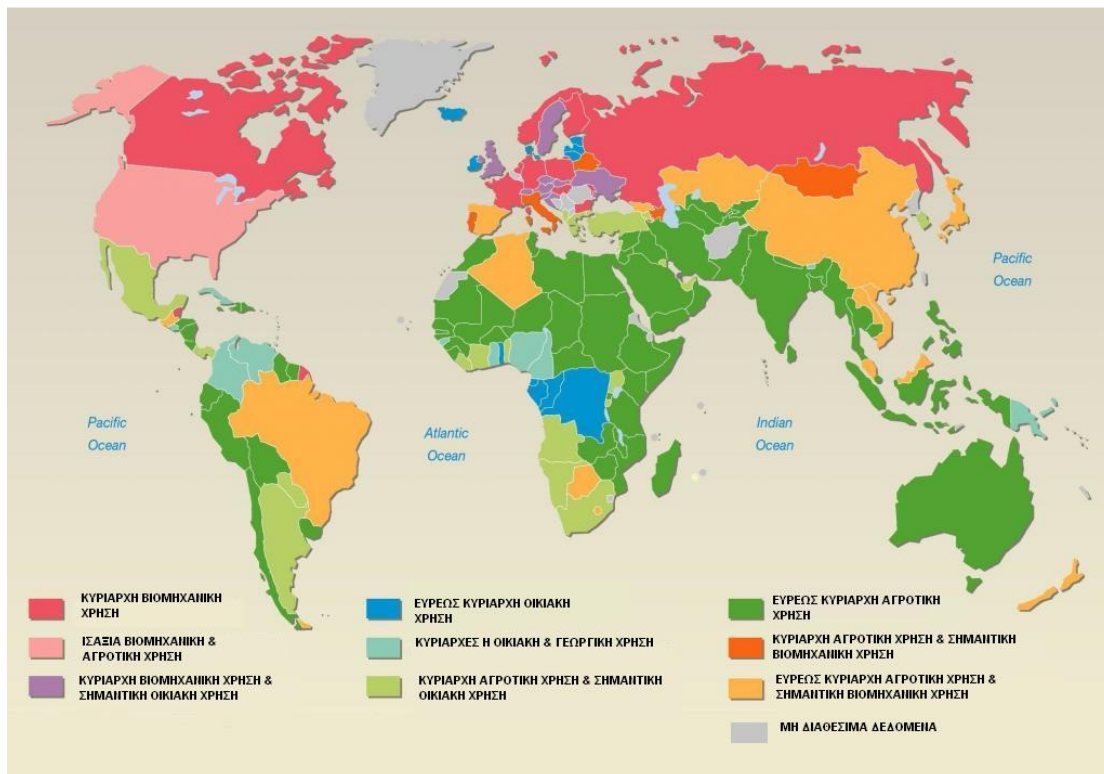 Pacific
Ocean
Pacific
Ocean
Atlantic
Ocean
Indian
Ocean
ΚΥΡΙΑΡΧΗ ΒΙΟΜΗΧΑΝΙΚΗ
ΧΡΗΣΗ
ΙΣΑΞΙΑ ΒΙΟΜΗΧΑΝΙΚΗ &
ΑΓΡΟΤΙΚΗ ΧΡΗΣΗ
ΚΥΡΙΑΡΧΗ ΒΙΟΜΗΧΑΝΙΚΗ ΧΡΗΣΗ &
ΣΗΜΑΝΤΙΚΗ ΟΙΚΙΑΚΗ ΧΡΗΣΗ
ΕΥΡΕΩΣ ΚΥΡΙΑΡΧΗ ΟΙΚΙΑΚΗ
ΧΡΗΣΗ
ΚΥΡΙΑΡΧΕΣ Η ΟΙΚΙΑΚΗ & ΓΕΩΡΓΙΚΗ ΧΡΗΣΗ
ΚΥΡΙΑΡΧΗ ΑΓΡΟΤΙΚΗ ΧΡΗΣΗ & ΣΗΜΑΝΤΙΚΗ
ΟΙΚΙΑΚΗ ΧΡΗΣΗ
ΕΥΡΕΩΣ ΚΥΡΙΑΡΧΗ ΑΓΡΟΤΙΚΗ
ΧΡΗΣΗ
ΚΥΡΙΑΡΧΗ ΑΓΡΟΤΙΚΗ ΧΡΗΣΗ & ΣΗΜΑΝΤΙΚΗ
ΒΙΟΜΗΧΑΝΙΚΗ ΧΡΗΣΗ
ΕΥΡΕΩΣ ΚΥΡΙΑΡΧΗ ΑΓΡΟΤΙΚΗ ΧΡΗΣΗ &
ΣΗΜΑΝΤΙΚΗ ΒΙΟΜΗΧΑΝΙΚΗ ΧΡΗΣΗ
ΜΗ ΔΙΑΘΕΣΙΜΑ ΔΕΔΟΜΕΝΑ